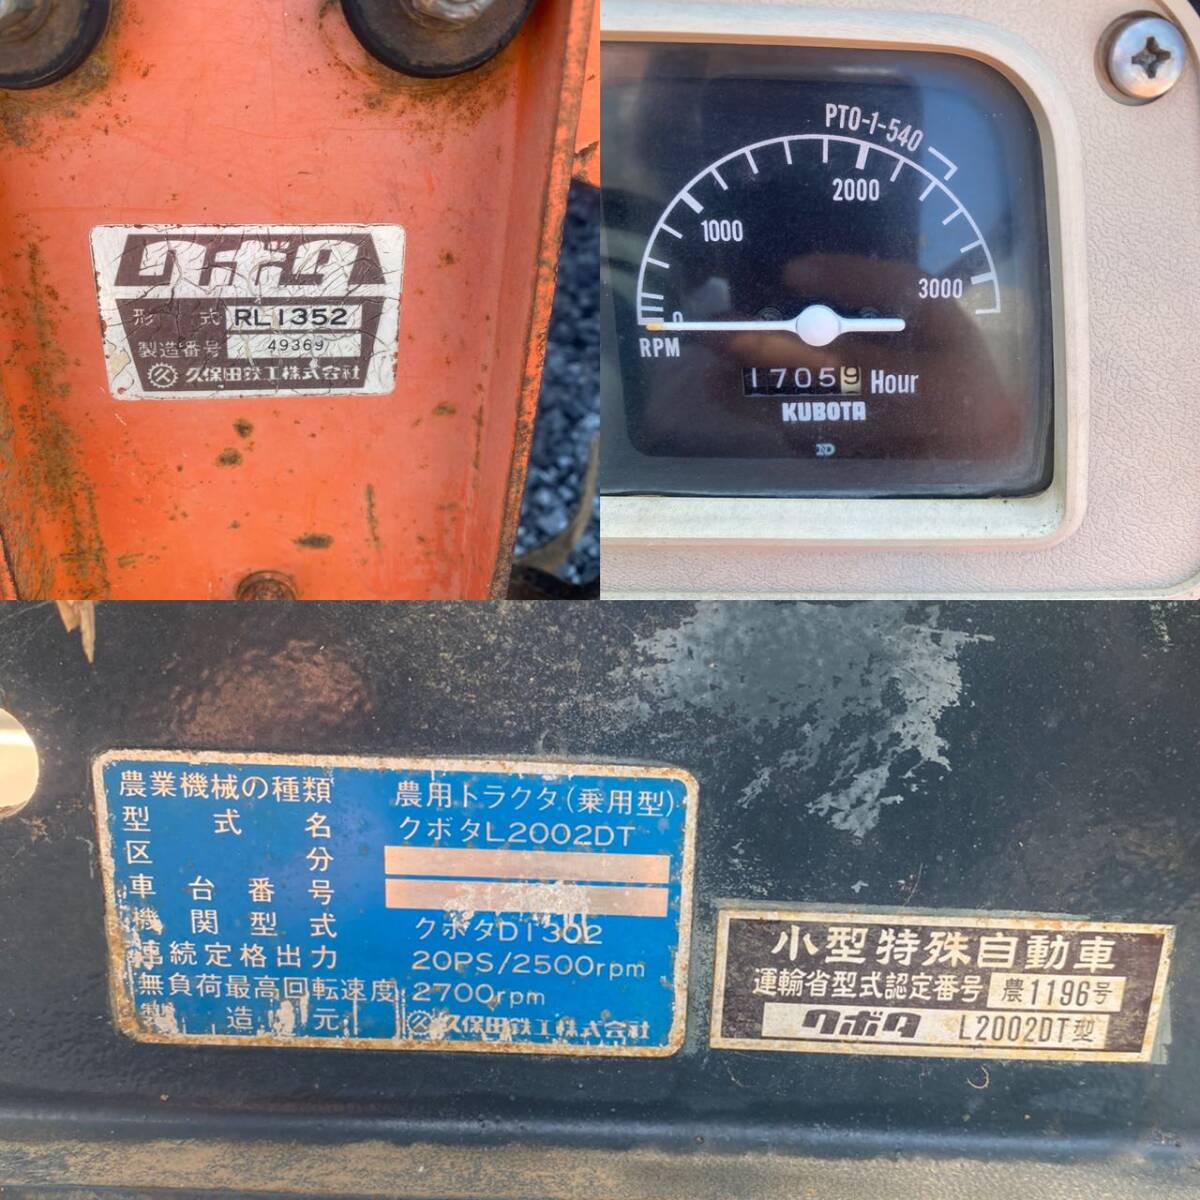 クボタ
形 式 RL1352
製造番号 49369
久保田鉄工株式会社
PTO-1-540
0
1000
2000
3000
RPM
17059 Hour
KUBOTA
ND
農業機械の種類 農用トラクタ(乗用型)
型式名 クボタL2002DT
区分
車台番号
機関型式 クボタDT302
連続定格出力 20PS/2500rpm
無負荷最高回転速度 2700rpm
製造元 久保田鉄工株式会社
小型特殊自動車
運輸省型式認定番号 農1196号
クボタ L2002DT型